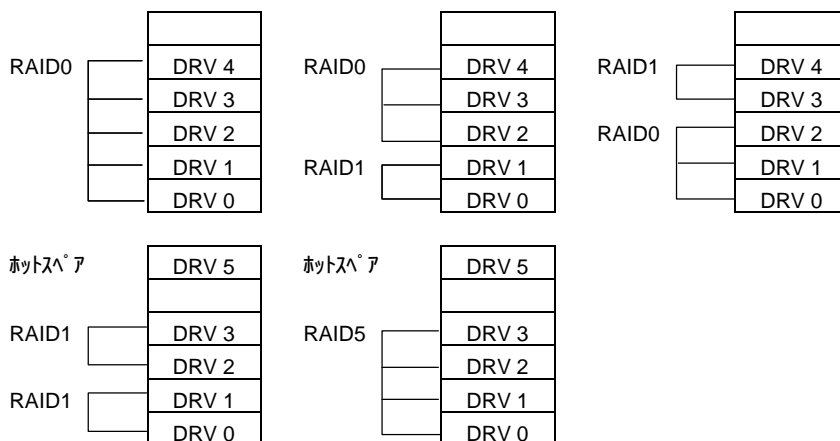 RAID0
DRV 4
DRV 3
DRV 2
DRV 1
DRV 0
RAID0
RAID1
DRV 4
DRV 3
DRV 2
DRV 1
DRV 0
RAID1
RAID0
DRV 4
DRV 3
DRV 2
DRV 1
DRV 0
ﾎｯﾄｽﾍﾟｱ
RAID1
RAID1
DRV 5
DRV 3
DRV 2
DRV 1
DRV 0
ﾎｯﾄｽﾍﾟｱ
RAID5
DRV 5
DRV 3
DRV 2
DRV 1
DRV 0